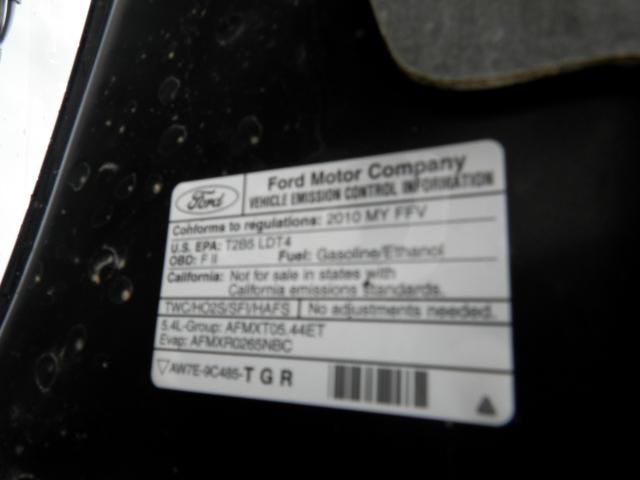 Ford
Ford Motor Company
VEHICLE EMISSION CONTROL INFORMATION
Conforms to regulations: 2010 MY FFV
U.S. EPA: T2B5 LDT4
OBD: F II Fuel: Gasoline/Ethanol
California: Not for sale in states with
California emissions standards.
TWC/HO2S/SFI/HAFS No adjustments needed.
5.4L-Group: AFMXT05.44ET
Evap: AFMXR0265NBC
AW7E-9C485-TGR